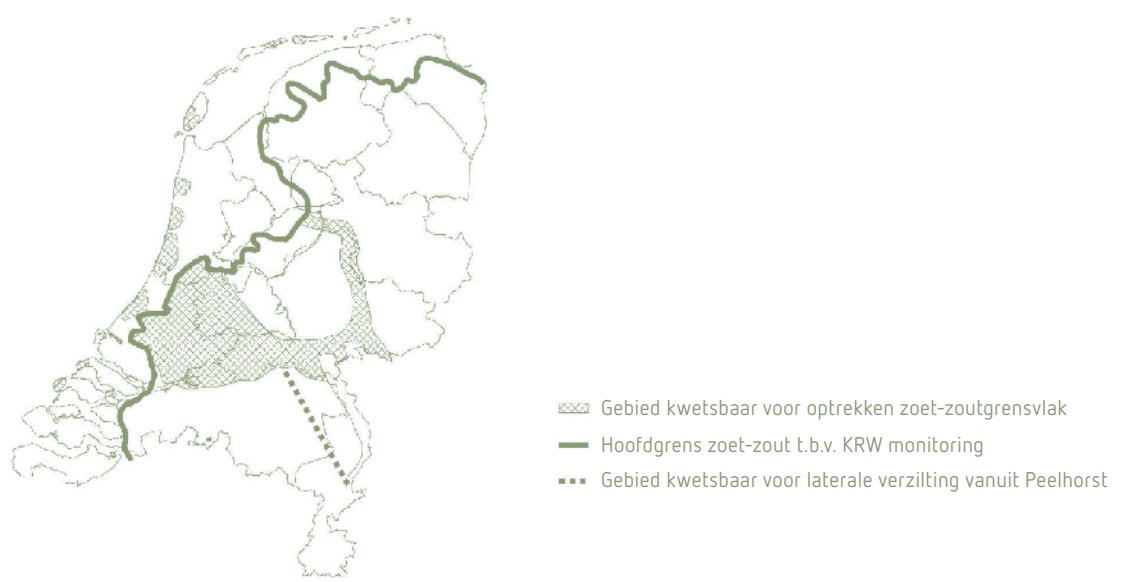 Gebied kwetsbaar voor optrekken zoet-zoutgrensvlak
Hoofdgrens zoet-zout t.b.v. KRW monitoring
Gebied kwetsbaar voor laterale verzilting vanuit Peelhorst